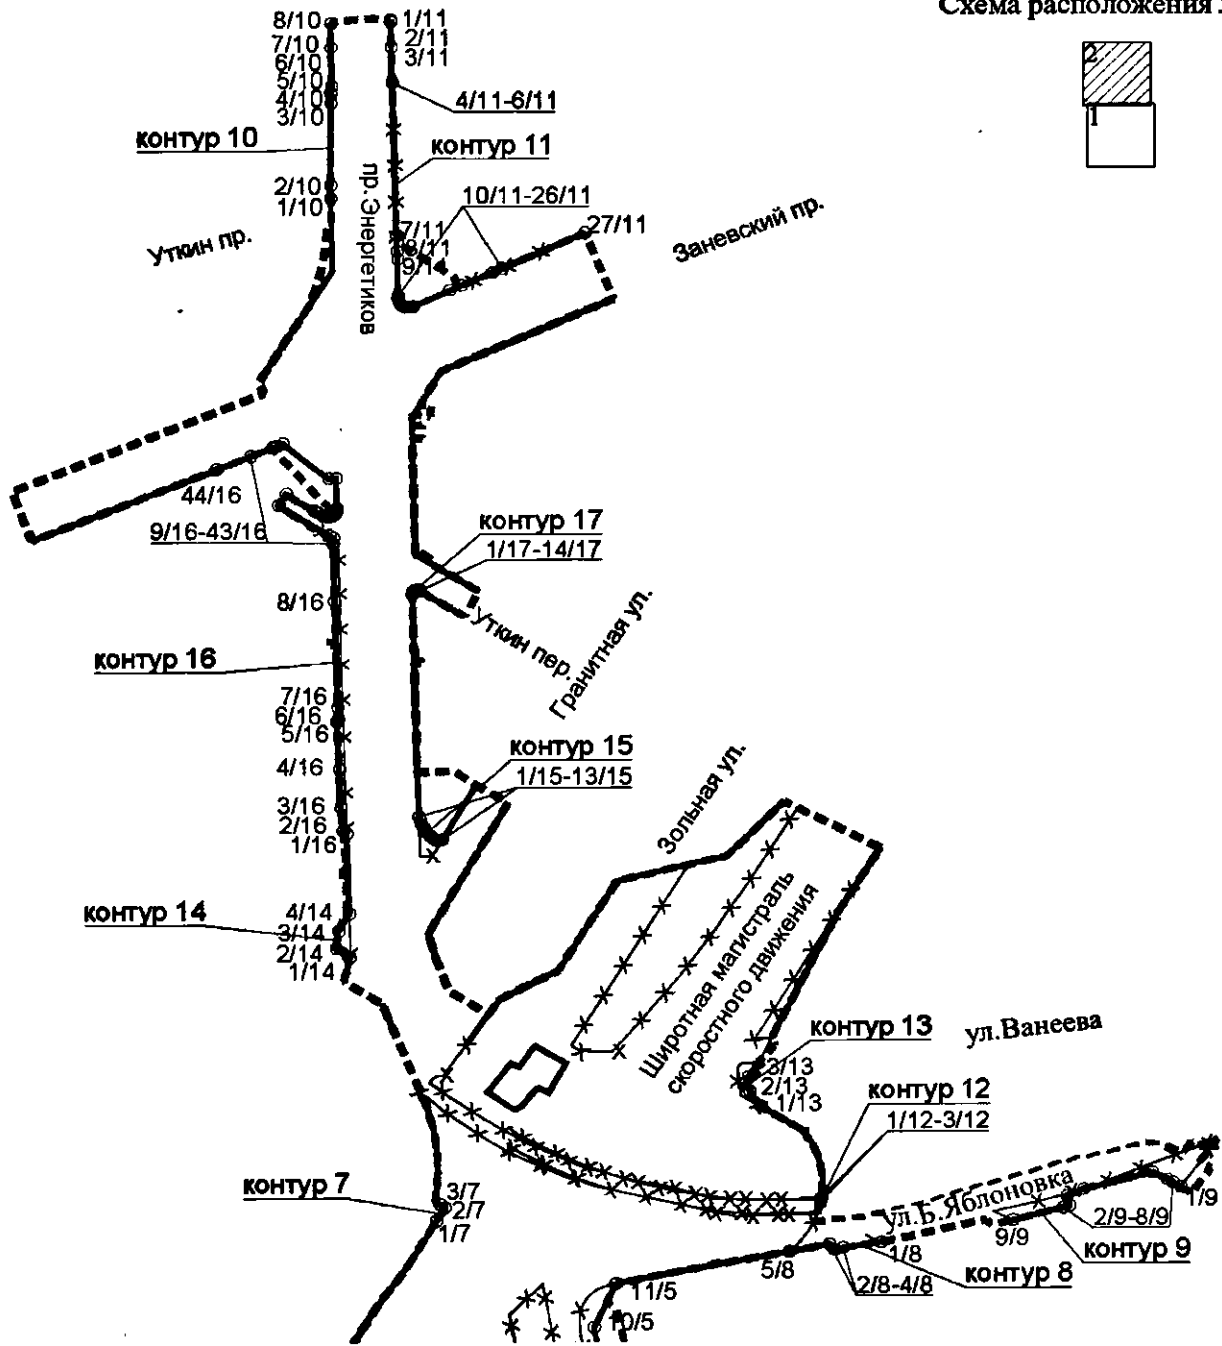 Схема расположения
2
1
8/10
7/10
6/10
5/10
4/10
3/10
контур 10
2/10
1/10
1/11
2/11
3/11
4/11-6/11
контур 11
10/11-26/11
7/11
8/11
9/11
27/11
Уткин пр.
пр. Энергетиков
Заневский пр.
44/16
9/16-43/16
контур 17
1/17-14/17
8/16
Уткин пер.
Гранитная ул.
контур 16
7/16
6/16
5/16
4/16
3/16
2/16
1/16
контур 15
1/15-13/15
Зольная ул.
контур 14
4/14
3/14
2/14
1/14
Широтная магистраль
скоростного движения
контур 13
ул.Ванеева
3/13
2/13
1/13
контур 12
1/12-3/12
контур 7
3/7
2/7
1/7
ул.Б.Яблоновка
1/9
2/9-8/9
9/9
контур 9
1/8
5/8
контур 8
2/8-4/8
11/5
10/5